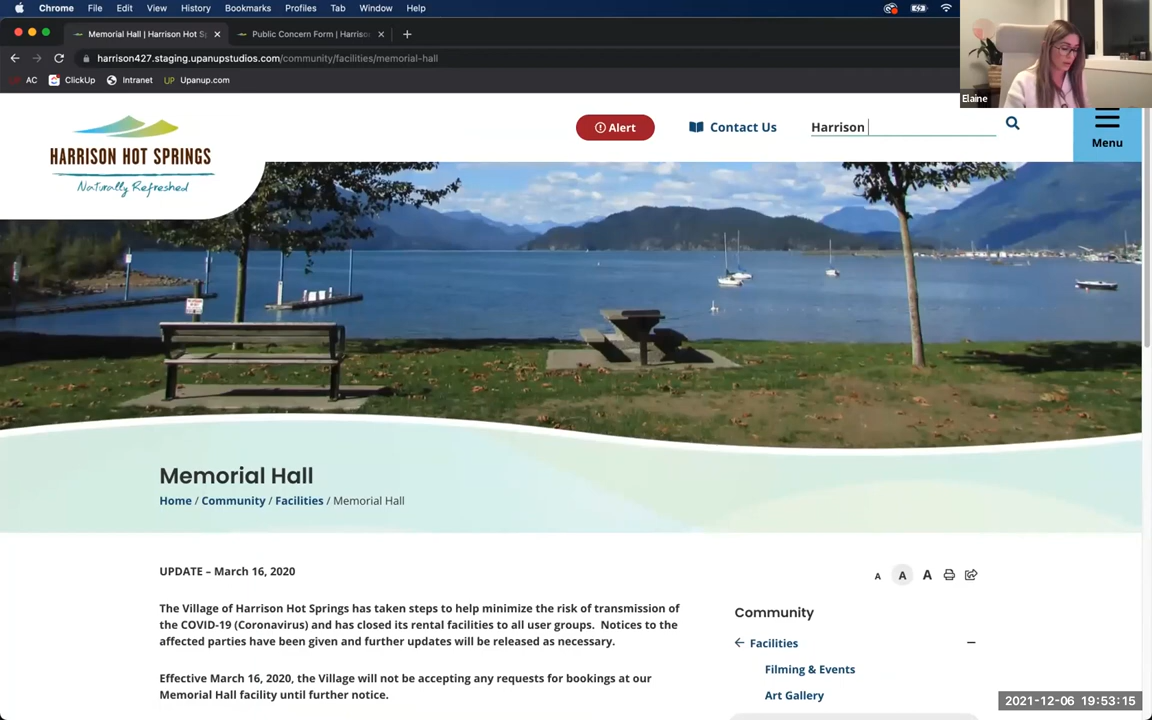 Chrome File Edit View History Bookmarks Profiles Tab Window Help
Memorial Hall | Harrison Hot S Public Concern Form | Harriso
harrison427.staging.upanupstudios.com/community/facilities/memorial-hall
AC ClickUp Intranet UP Upanup.com
Elaine
Alert Contact Us Harrison
Menu
HARRISON HOT SPRINGS
Naturally Refreshed
Memorial Hall
Home / Community / Facilities / Memorial Hall
UPDATE – March 16, 2020
A A A
The Village of Harrison Hot Springs has taken steps to help minimize the risk of transmission of
the COVID-19 (Coronavirus) and has closed its rental facilities to all user groups. Notices to the
affected parties have been given and further updates will be released as necessary.
Effective March 16, 2020, the Village will not be accepting any requests for bookings at our
Memorial Hall facility until further notice.
Community
Facilities
Filming & Events
Art Gallery
2021-12-06 19:53:15